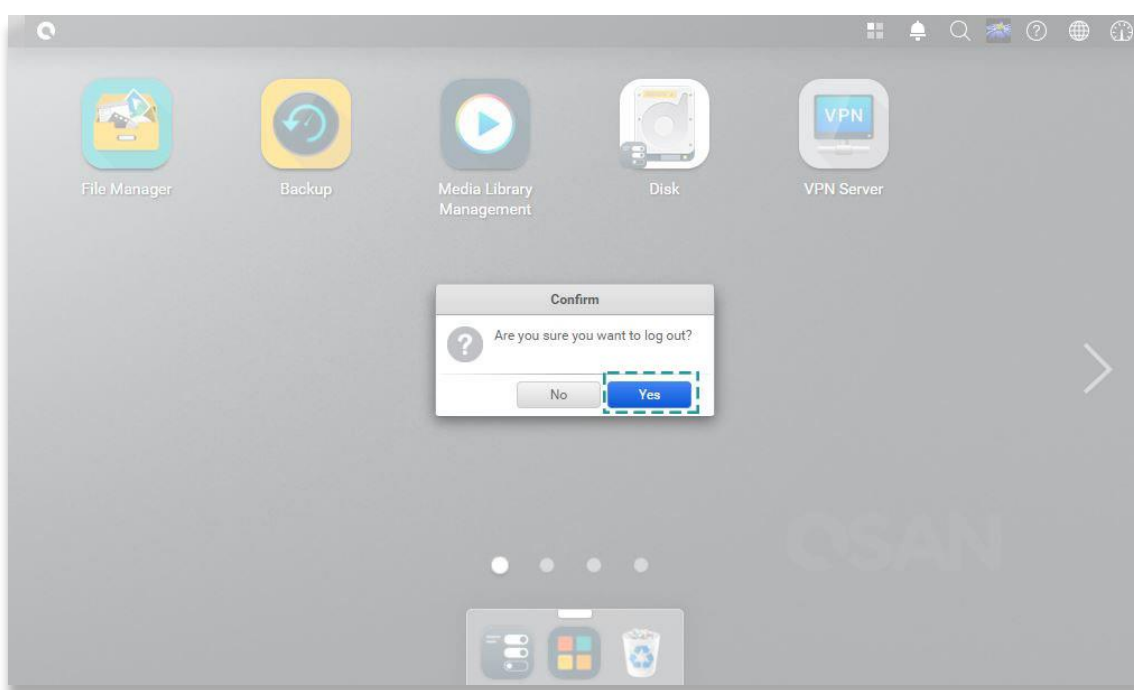 VPN
File Manager
Backup
Media Library
Management
Disk
VPN Server
Confirm
?
Are you sure you want to log out?
No
Yes
QSAN